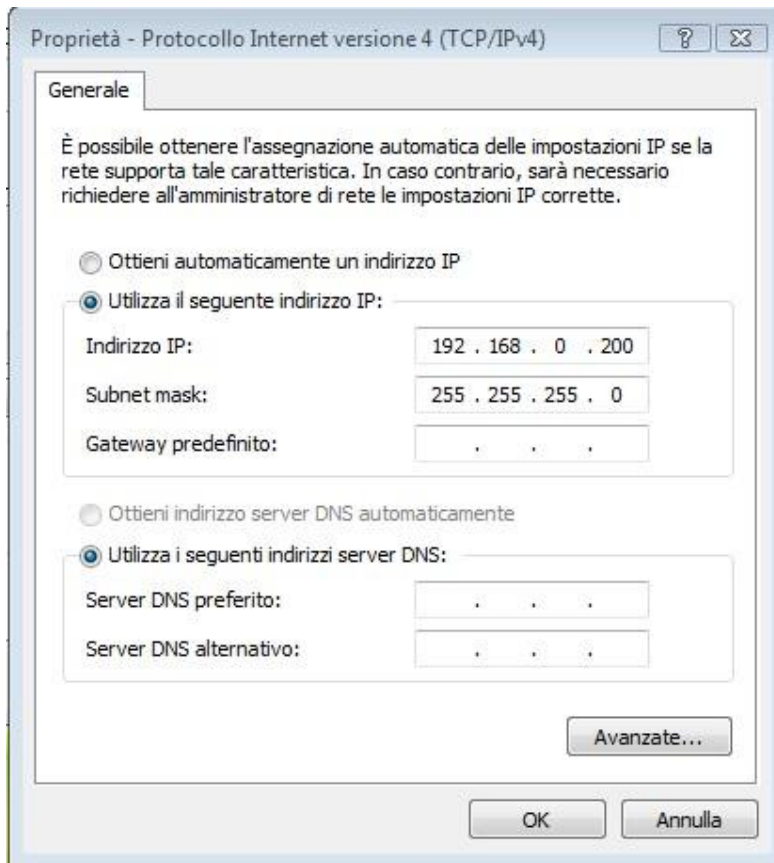 Proprietà - Protocollo Internet versione 4 (TCP/IPv4)
Generale
È possibile ottenere l'assegnazione automatica delle impostazioni IP se la
rete supporta tale caratteristica. In caso contrario, sarà necessario
richiedere all'amministratore di rete le impostazioni IP corrette.
Ottieni automaticamente un indirizzo IP
Utilizza il seguente indirizzo IP:
Indirizzo IP: 192 . 168 . 0 . 200
Subnet mask: 255 . 255 . 255 . 0
Gateway predefinito: . . .
Ottieni indirizzo server DNS automaticamente
Utilizza i seguenti indirizzi server DNS:
Server DNS preferito: . . .
Server DNS alternativo: . . .
Avanzate...
OK Annulla